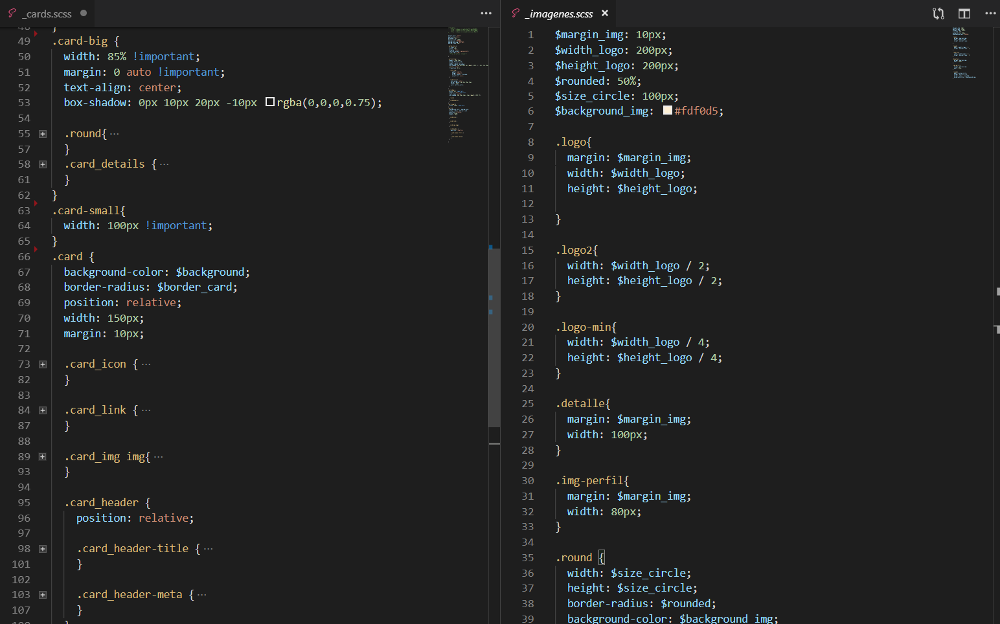 _cards.scss
48 }
49 .card-big {
50 width: 85% !important;
51 margin: 0 auto !important;
52 text-align: center;
53 box-shadow: 0px 10px 20px -10px rgba(0,0,0,0.75);
54
55 .round{ ···
57 }
58 .card_details { ···
61 }
62 }
63 .card-small{
64 width: 100px !important;
65 }
66 .card {
67 background-color: $background;
68 border-radius: $border_card;
69 position: relative;
70 width: 150px;
71 margin: 10px;
72
73 .card_icon { ···
82 }
83
84 .card_link { ···
87 }
88
89 .card_img img{ ···
93 }
94
95 .card_header {
96 position: relative;
97
98 .card_header-title { ···
101 }
102
103 .card_header-meta { ···
107 }
_imagenes.scss
1 $margin_img: 10px;
2 $width_logo: 200px;
3 $height_logo: 200px;
4 $rounded: 50%;
5 $size_circle: 100px;
6 $background_img: #fdf0d5;
7
8 .logo{
9 margin: $margin_img;
10 width: $width_logo;
11 height: $height_logo;
12
13 }
14
15 .logo2{
16 width: $width_logo / 2;
17 height: $height_logo / 2;
18 }
19
20 .logo-min{
21 width: $width_logo / 4;
22 height: $height_logo / 4;
23 }
24
25 .detalle{
26 margin: $margin_img;
27 width: 100px;
28 }
29
30 .img-perfil{
31 margin: $margin_img;
32 width: 80px;
33 }
34
35 .round {
36 width: $size_circle;
37 height: $size_circle;
38 border-radius: $rounded;
39 background-color: $background_img;